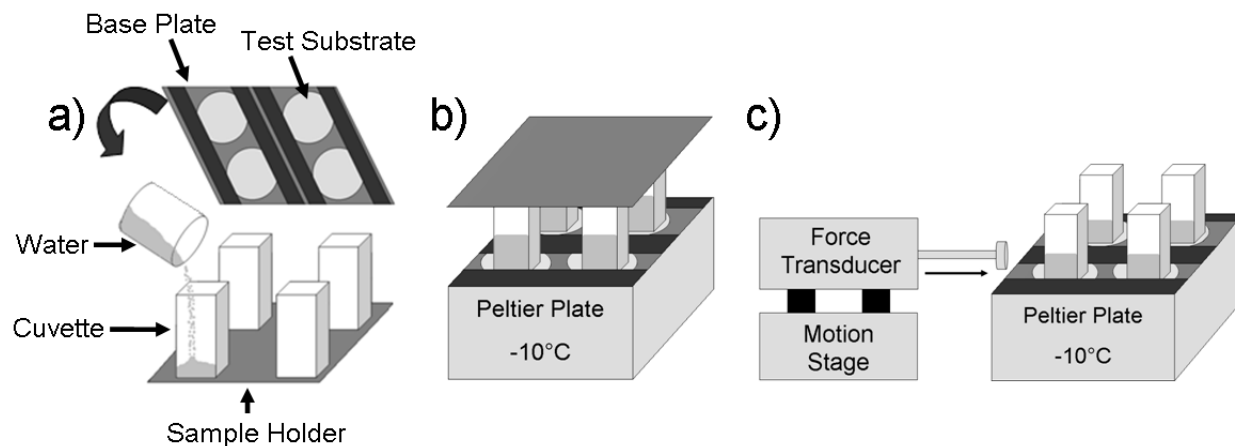 Base Plate
Test Substrate
a)
Water
Cuvette
Sample Holder
b)
Peltier Plate
-10°C
c)
Force
Transducer
Motion
Stage
Peltier Plate
-10°C